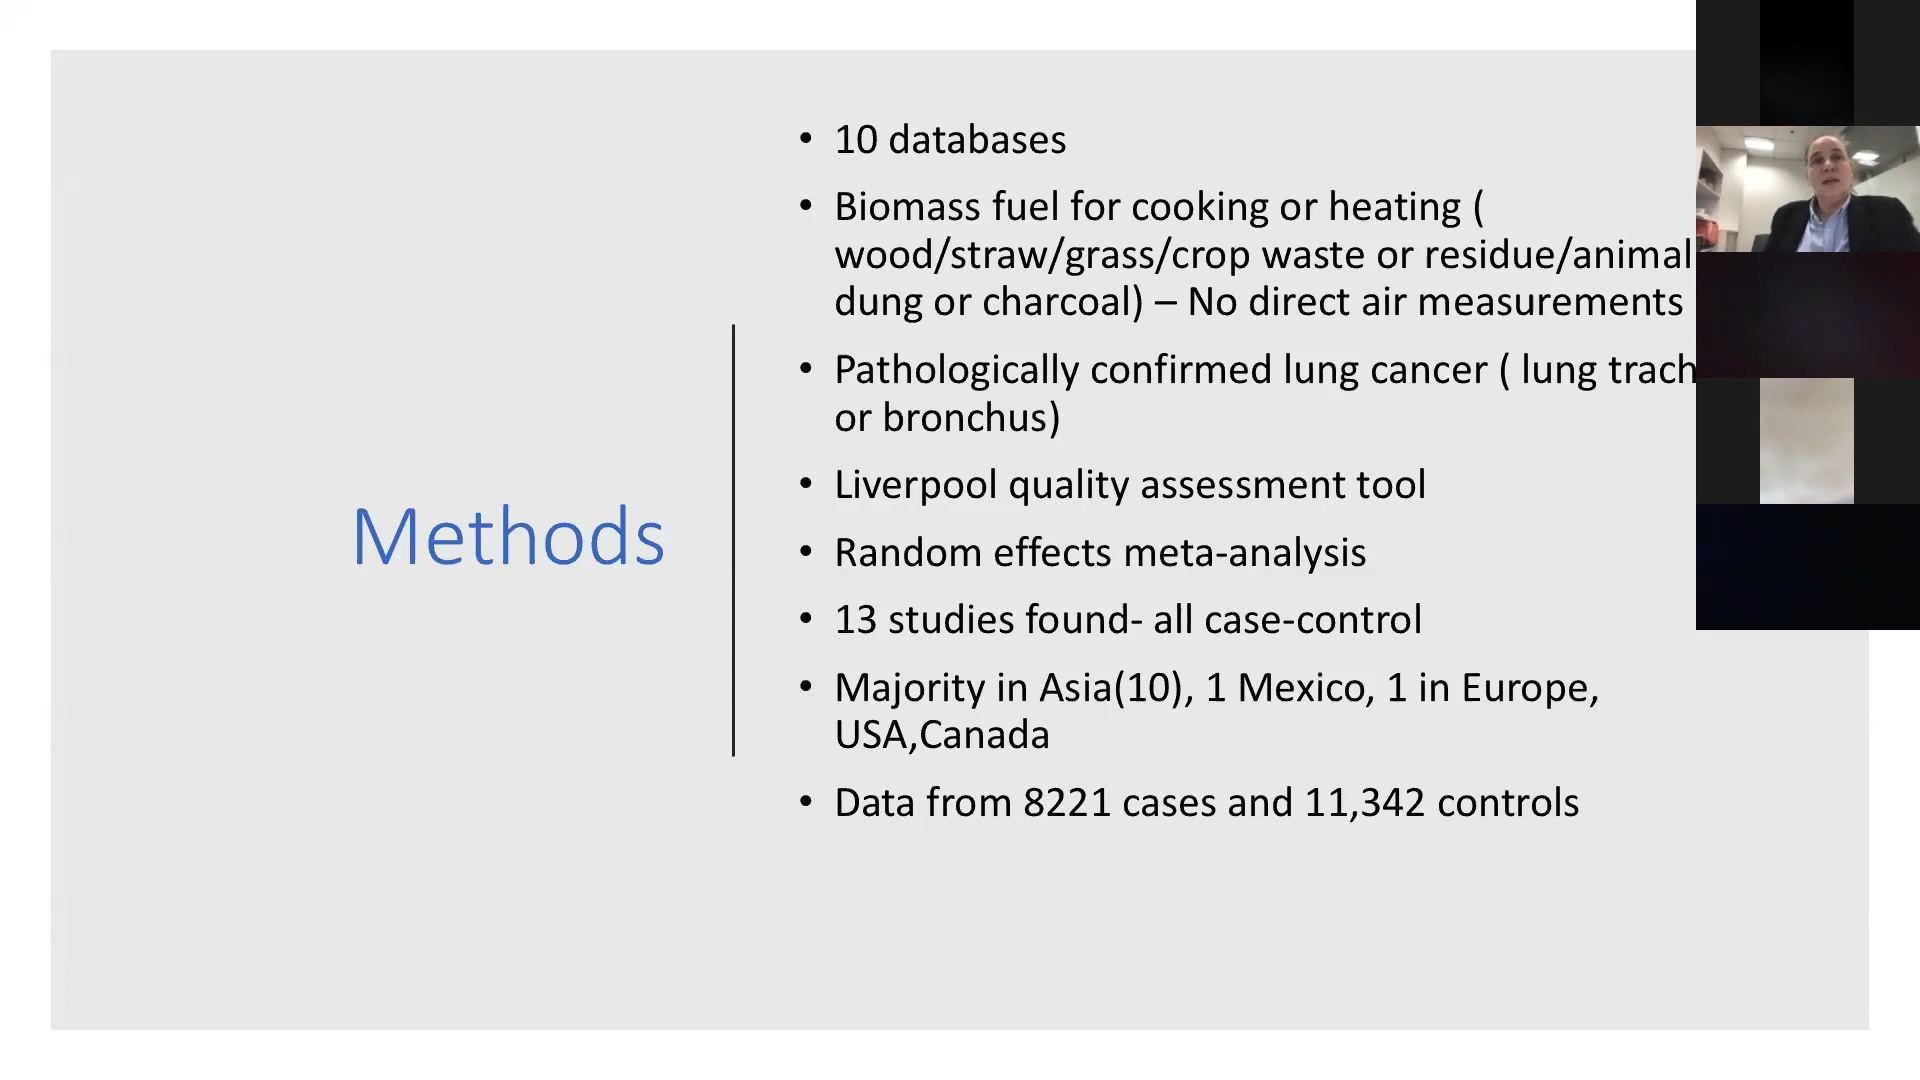 Methods
• 10 databases
• Biomass fuel for cooking or heating (
wood/straw/grass/crop waste or residue/animal
dung or charcoal) – No direct air measurements
• Pathologically confirmed lung cancer ( lung trach
or bronchus)
• Liverpool quality assessment tool
• Random effects meta-analysis
• 13 studies found- all case-control
• Majority in Asia(10), 1 Mexico, 1 in Europe,
USA,Canada
• Data from 8221 cases and 11,342 controls